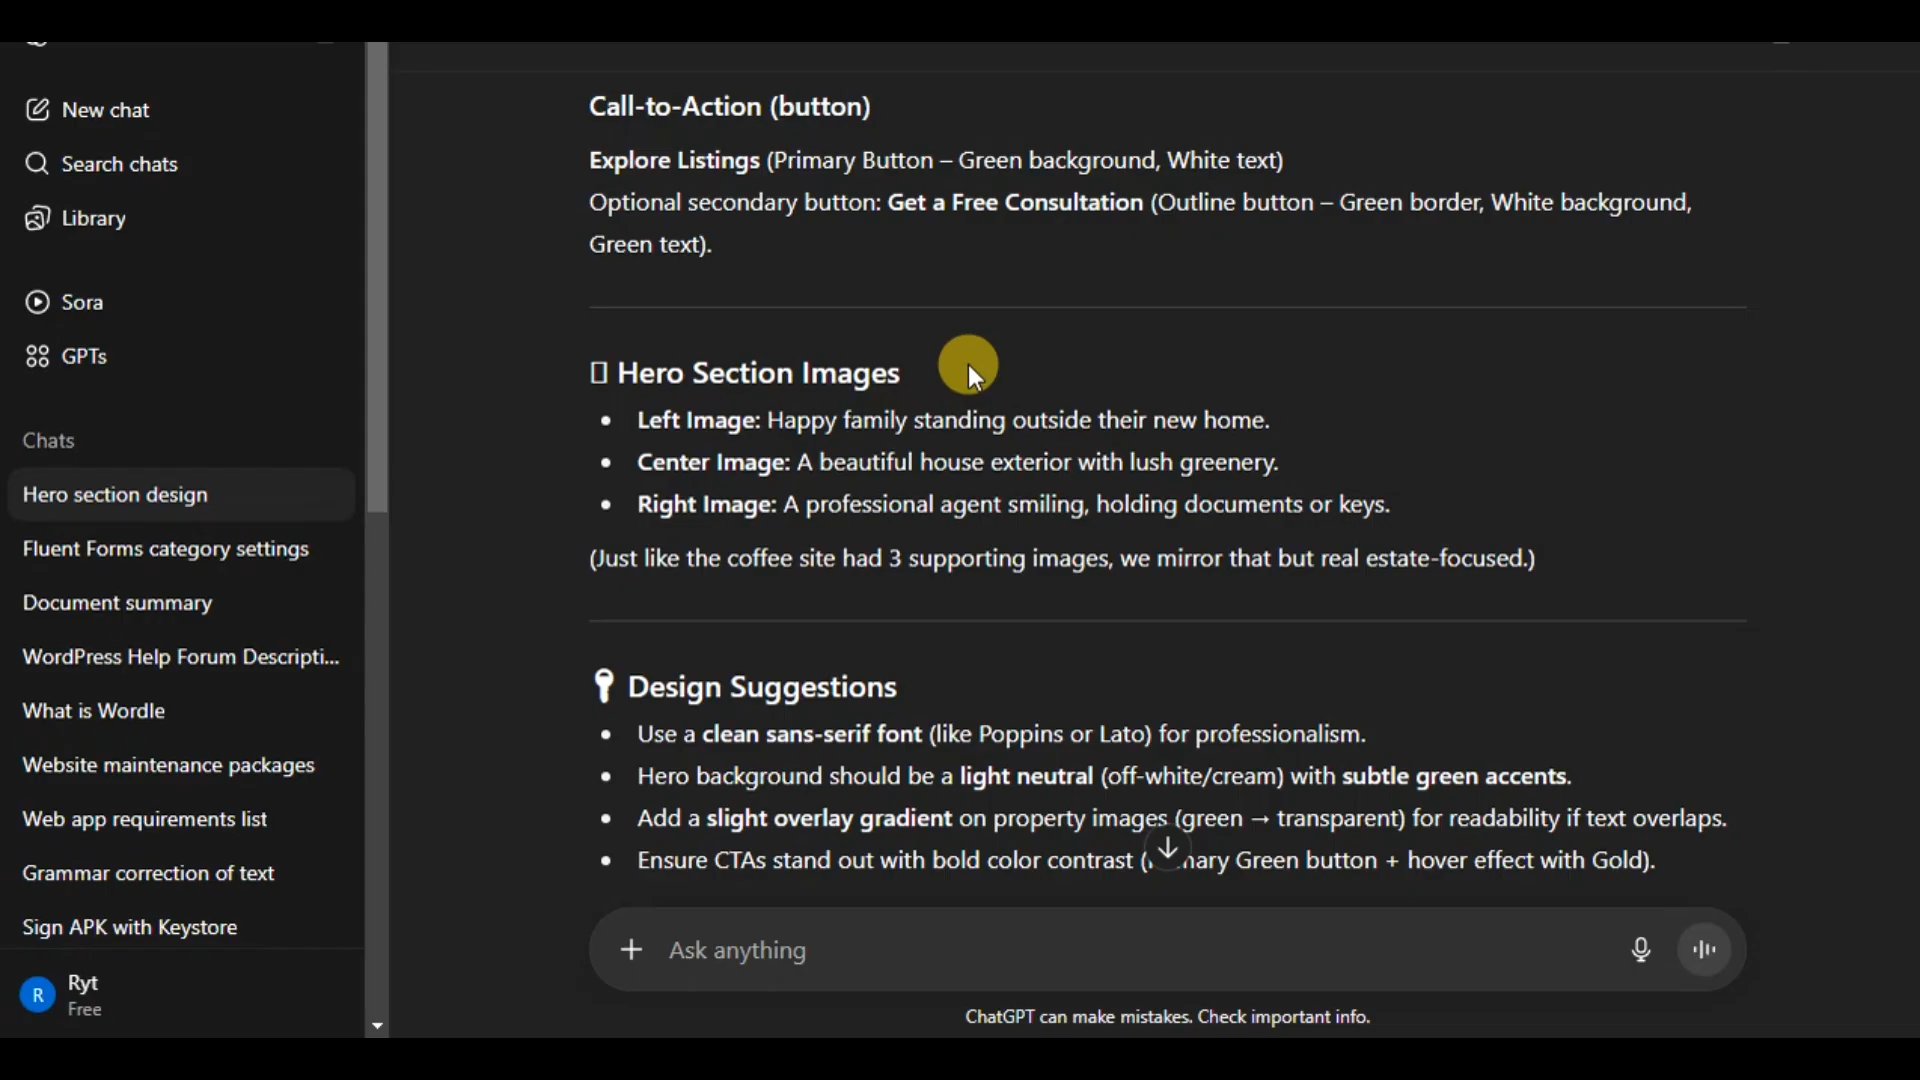 New chat
Search chats
Library
Sora
GPTs
Chats
Hero section design
Fluent Forms category settings
Document summary
WordPress Help Forum Descripti...
What is Wordle
Website maintenance packages
Web app requirements list
Grammar correction of text
Sign APK with Keystore
R
Ryt
Free
Call-to-Action (button)
Explore Listings (Primary Button – Green background, White text)
Optional secondary button: Get a Free Consultation (Outline button – Green border, White background,
Green text).
Hero Section Images
• Left Image: Happy family standing outside their new home.
• Center Image: A beautiful house exterior with lush greenery.
• Right Image: A professional agent smiling, holding documents or keys.
(Just like the coffee site had 3 supporting images, we mirror that but real estate-focused.)
Design Suggestions
• Use a clean sans-serif font (like Poppins or Lato) for professionalism.
• Hero background should be a light neutral (off-white/cream) with subtle green accents.
• Add a slight overlay gradient on property images (green → transparent) for readability if text overlaps.
• Ensure CTAs stand out with bold color contrast ( Green button + hover effect with Gold).
Ask anything
ChatGPT can make mistakes. Check important info.